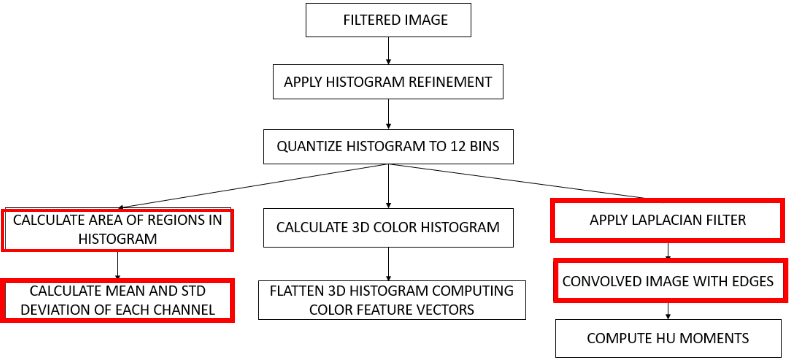 FILTERED IMAGE
APPLY HISTOGRAM REFINEMENT
QUANTIZE HISTOGRAM TO 12 BINS
CALCULATE AREA OF REGIONS IN
HISTOGRAM
CALCULATE MEAN AND STD
DEVIATION OF EACH CHANNEL
CALCULATE 3D COLOR HISTOGRAM
FLATTEN 3D HISTOGRAM COMPUTING
COLOR FEATURE VECTORS
APPLY LAPLACIAN FILTER
CONVOLVED IMAGE WITH EDGES
COMPUTE HU MOMENTS